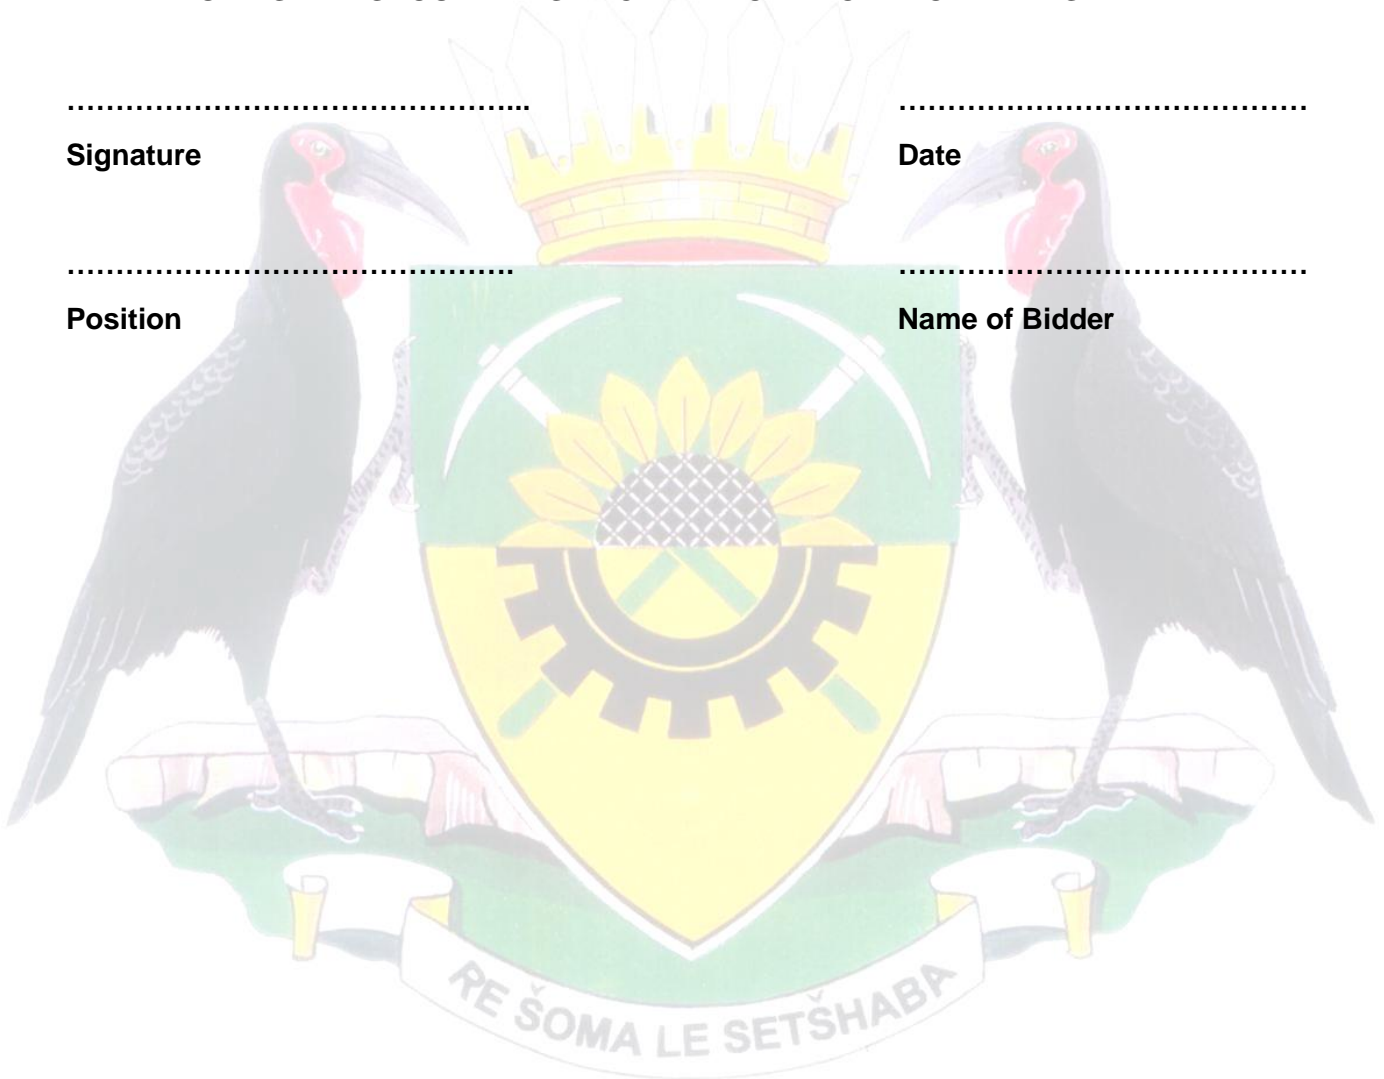 ………………………………………... ……………………………………
Signature Date
………………………………………. ……………………………………
Position Name of Bidder
RE ŠOMA LE SETŠHABA